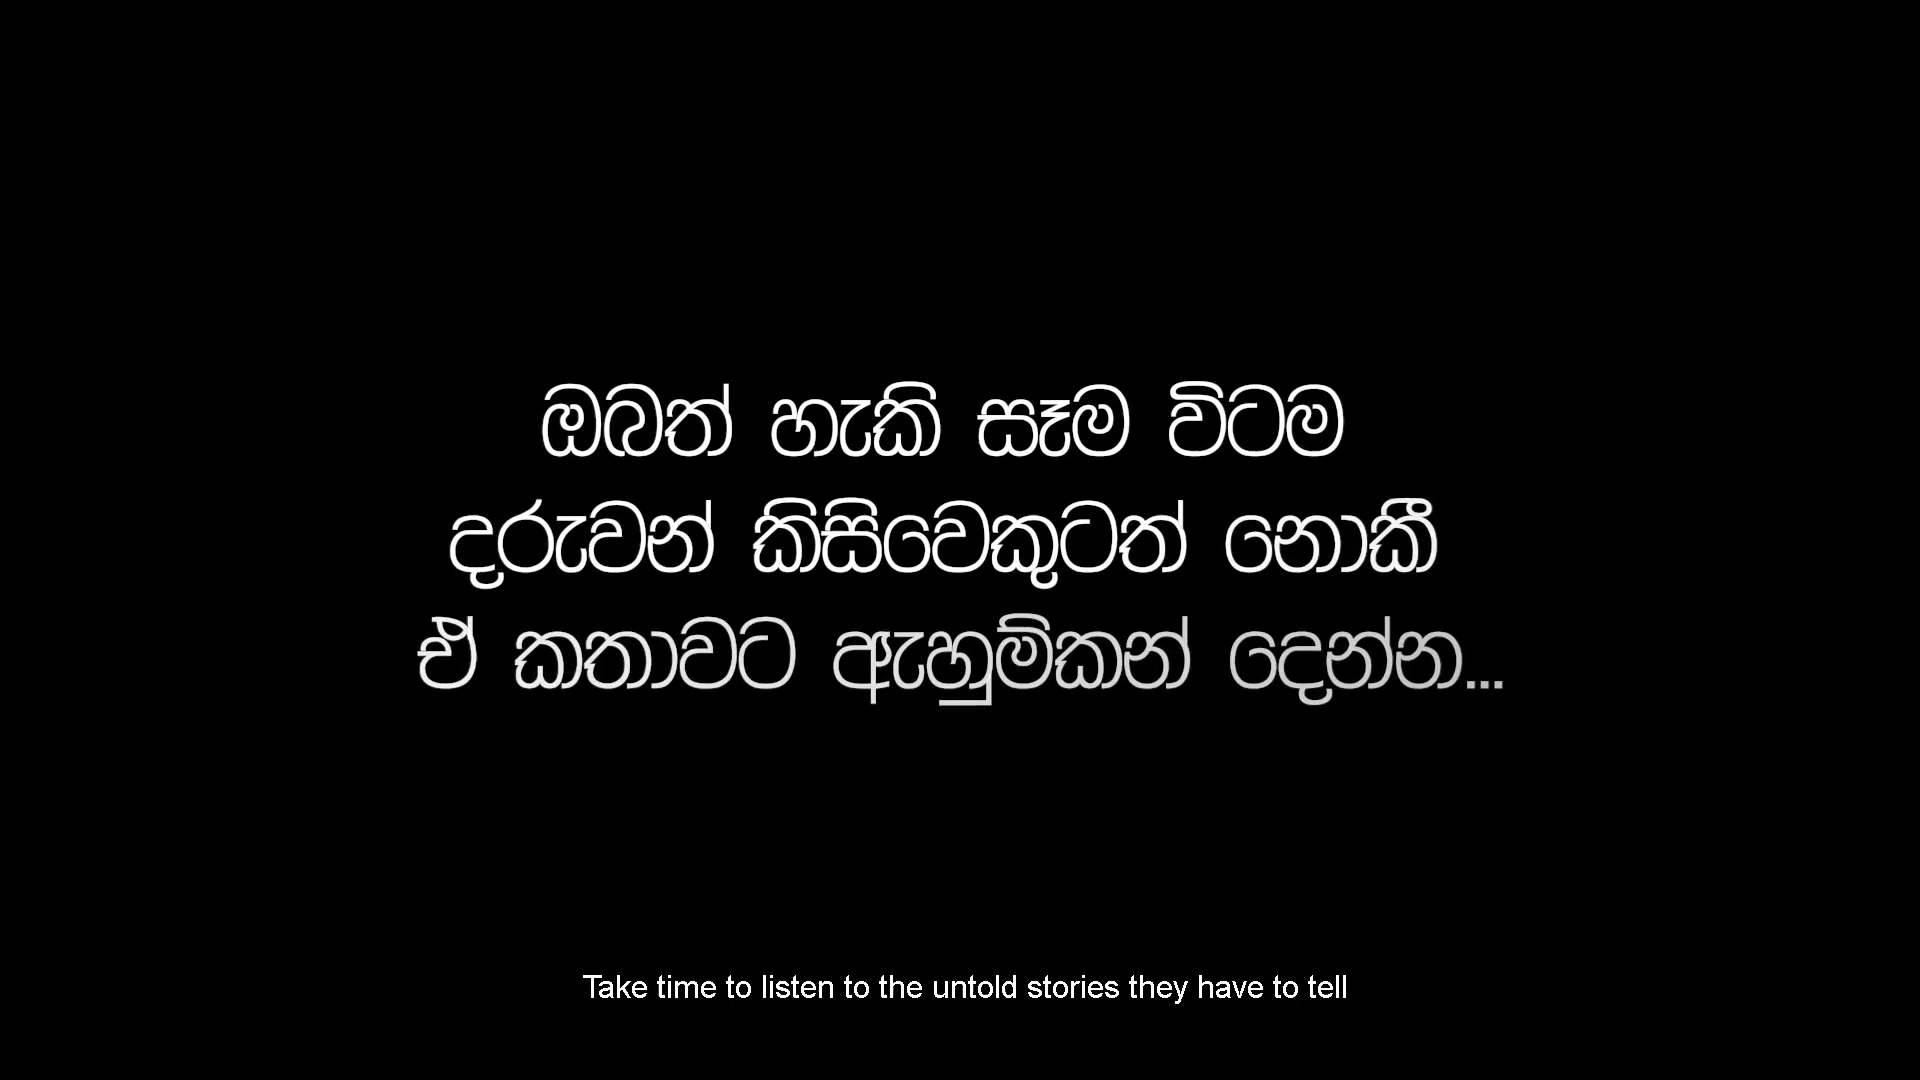 ඔබත් හැකි සෑම විටම
දරුවන් කිසිවෙකුටත් නොකී
ඒ කතාවට ඇහුම්කන් දෙන්න...
Take time to listen to the untold stories they have to tell